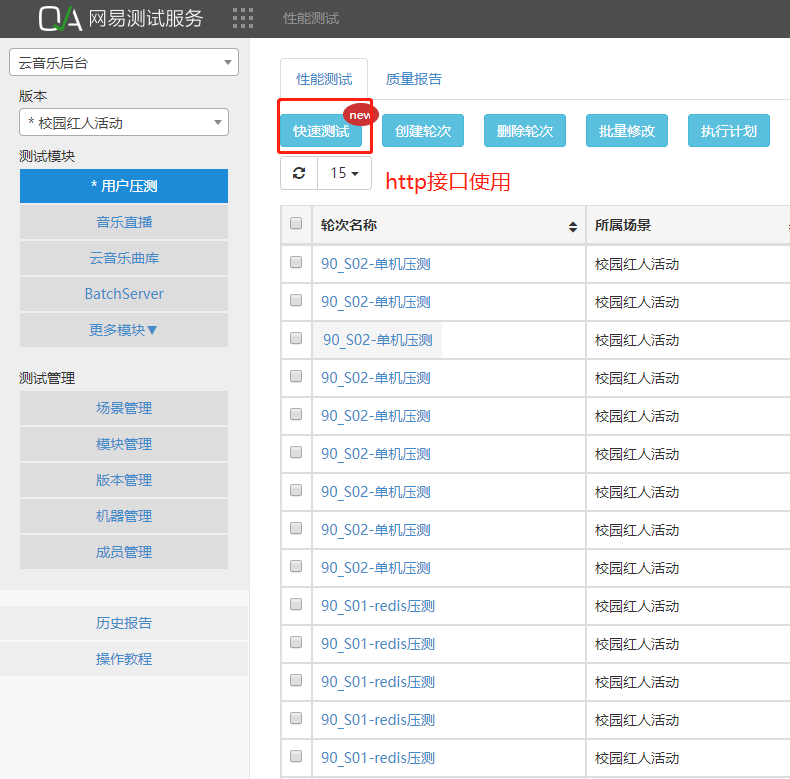 QA 网易测试服务
性能测试
云音乐后台
版本
* 校园红人活动
测试模块
* 用户压测
音乐直播
云音乐曲库
BatchServer
更多模块▼
测试管理
场景管理
模块管理
版本管理
机器管理
成员管理
历史报告
操作教程
性能测试 质量报告
new
快速测试 创建轮次 删除轮次 批量修改 执行计划
15
http接口使用
轮次名称 所属场景
90_S02-单机压测 校园红人活动
90_S02-单机压测 校园红人活动
90_S02-单机压测 校园红人活动
90_S02-单机压测 校园红人活动
90_S02-单机压测 校园红人活动
90_S02-单机压测 校园红人活动
90_S02-单机压测 校园红人活动
90_S02-单机压测 校园红人活动
90_S02-单机压测 校园红人活动
90_S01-redis压测 校园红人活动
90_S01-redis压测 校园红人活动
90_S01-redis压测 校园红人活动
90_S01-redis压测 校园红人活动
90_S01-redis压测 校园红人活动